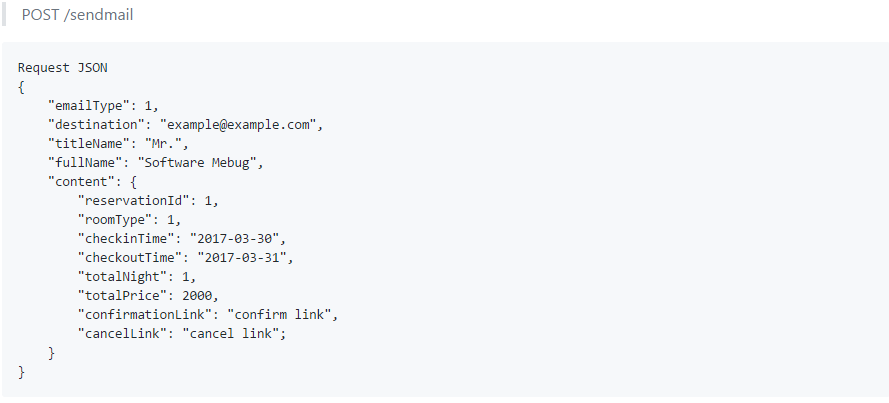 POST /sendmail
Request JSON
{
    "emailType": 1,
    "destination": "example@example.com",
    "titleName": "Mr.",
    "fullName": "Software Mebug",
    "content": {
        "reservationId": 1,
        "roomType": 1,
        "checkinTime": "2017-03-30",
        "checkoutTime": "2017-03-31",
        "totalNight": 1,
        "totalPrice": 2000,
        "confirmationLink": "confirm link",
        "cancelLink": "cancel link";
    }
}